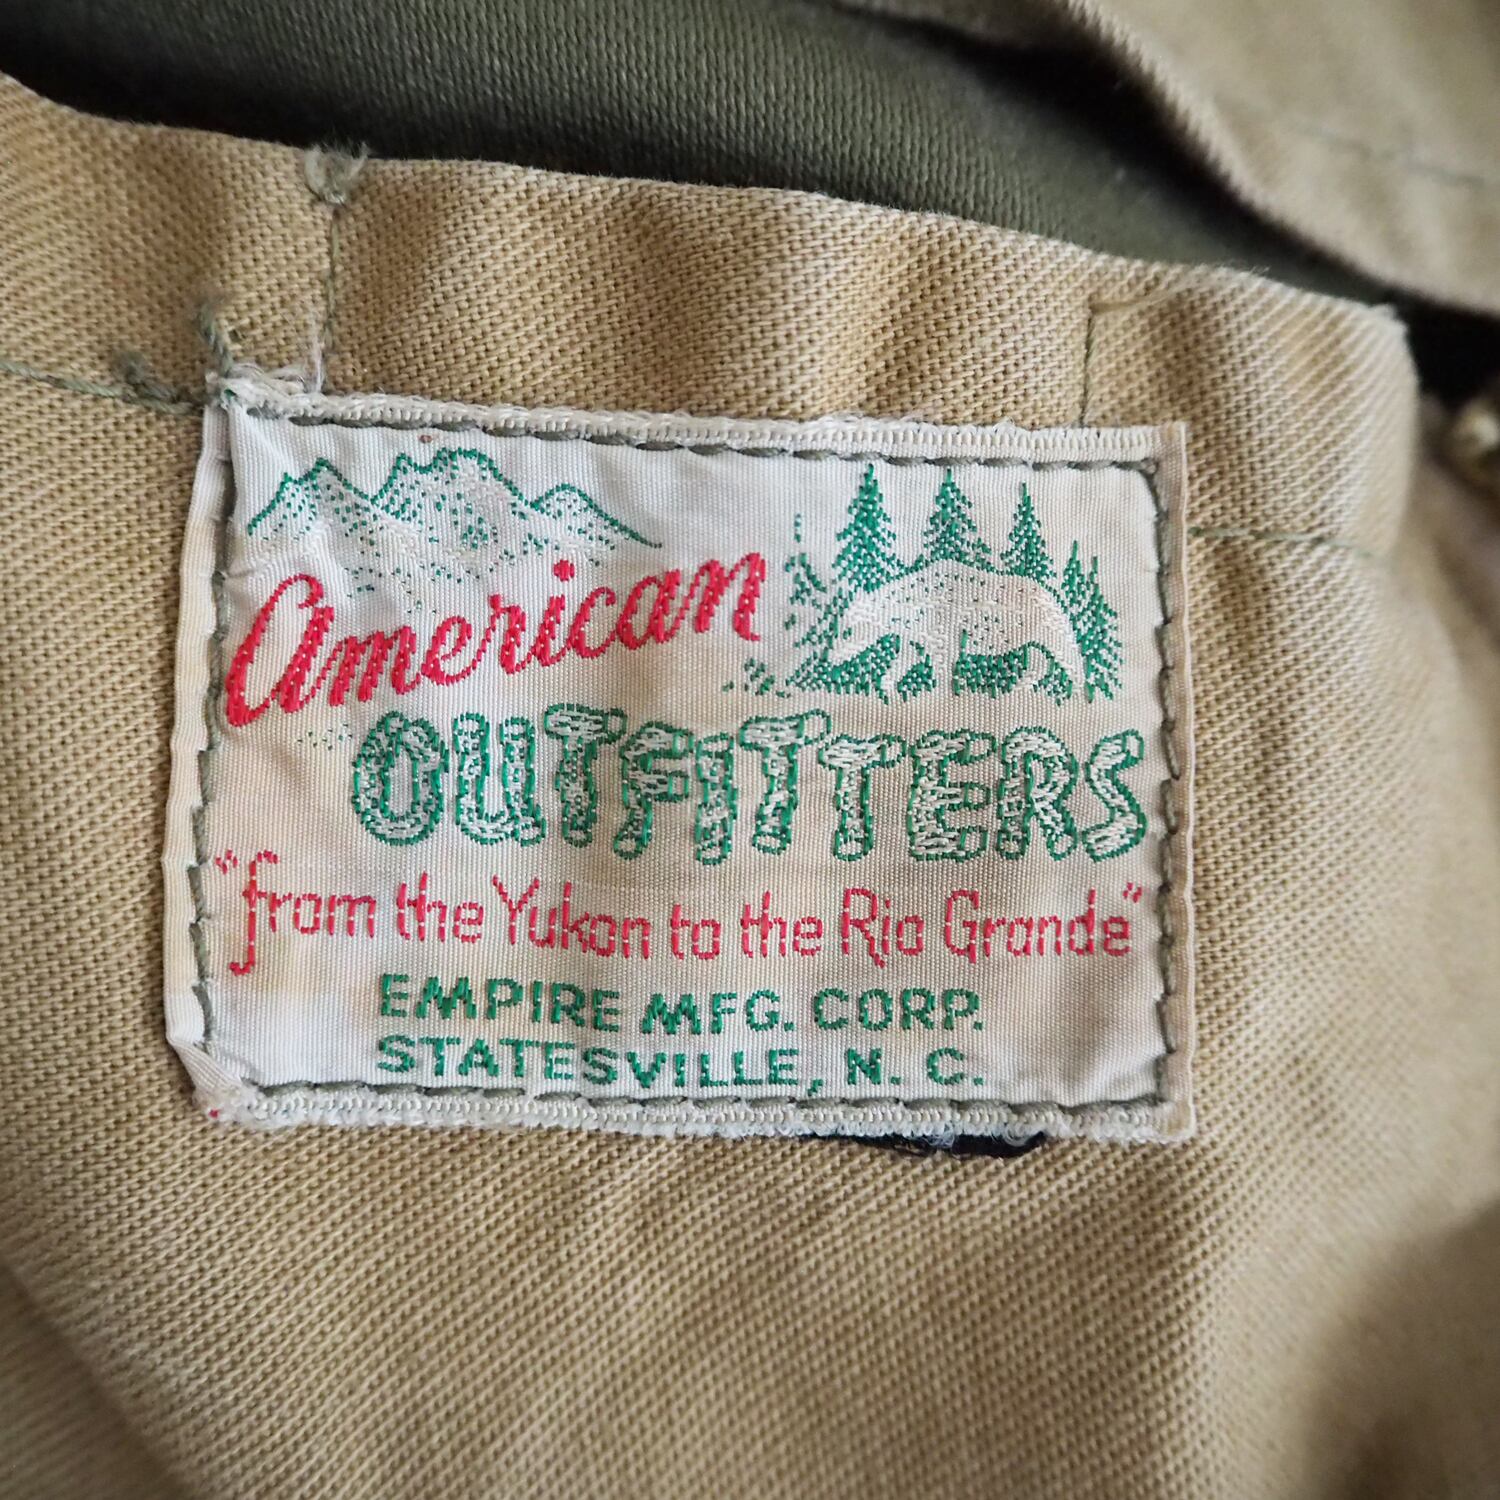 American
OUTFITTERS
"from the Yukon to the Rio Grande"
EMPIRE MFG. CORP.
STATESVILLE, N. C.